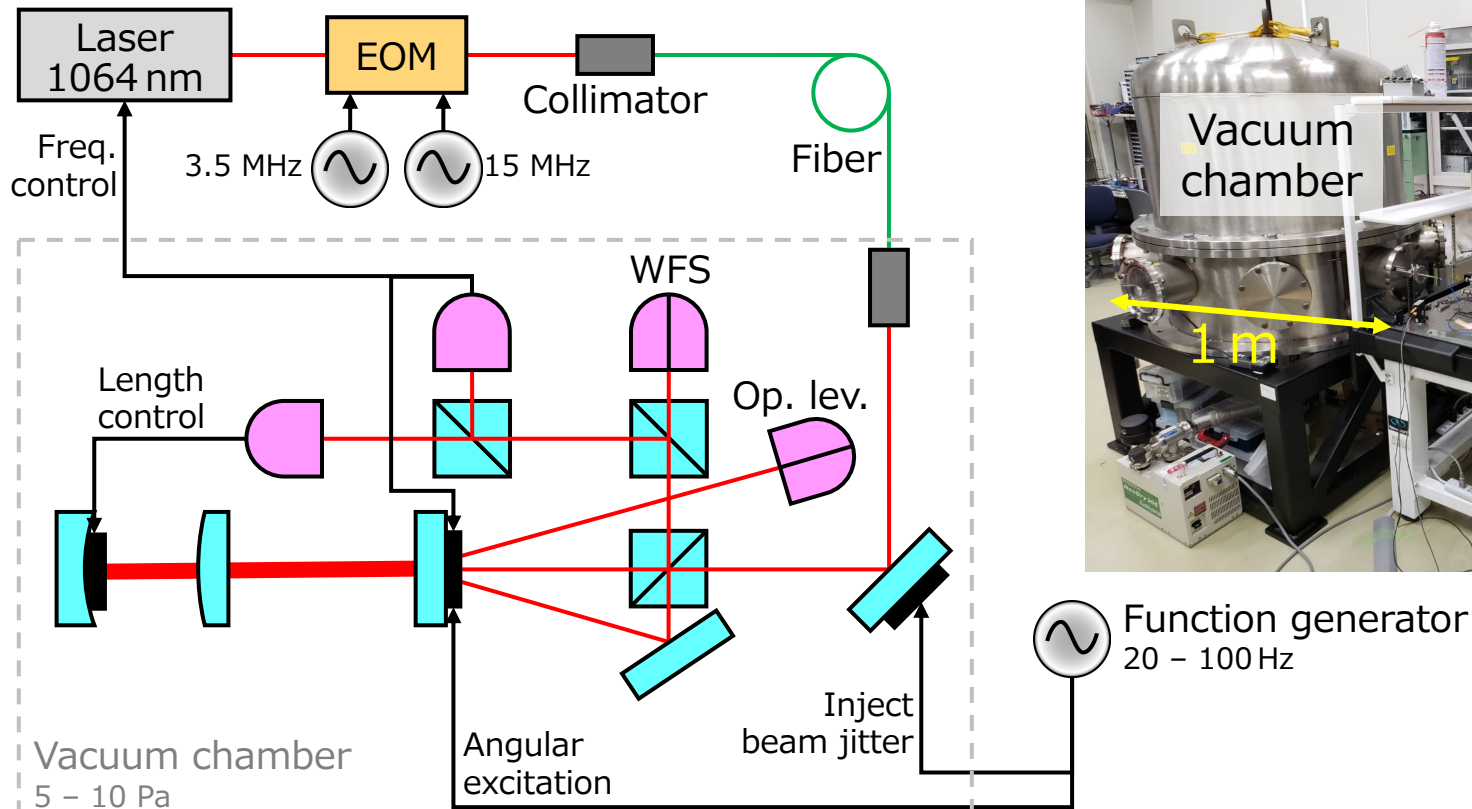 Laser
1064 nm
EOM
Collimator
Fiber
Freq.
control
3.5 MHz
15 MHz
Vacuum
chamber
1 m
WFS
Length
control
Op. lev.
Function generator
20 – 100 Hz
Inject
beam jitter
Angular
excitation
Vacuum chamber
5 – 10 Pa